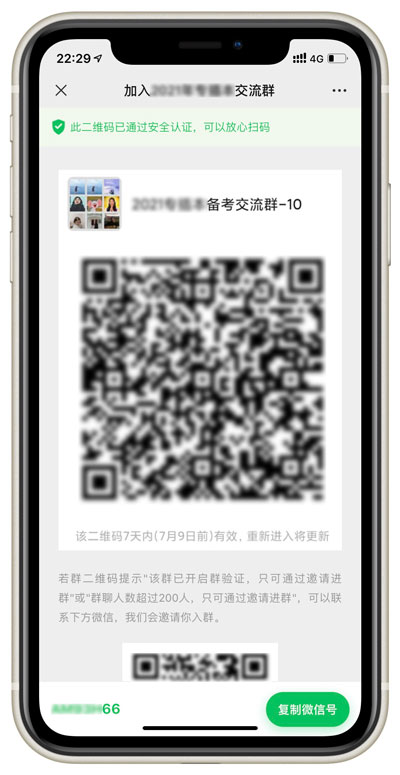 22:29
4G
加入 交流群
此二维码已通过安全认证，可以放心扫码
备考交流群-10
该二维码7天内(7月9日前)有效，重新进入将更新
若群二维码提示"该群已开启群验证，只可通过邀请进
群"或"群聊人数超过200人，只可通过邀请进群"，可以联
系下方微信，我们会邀请你入群。
66
复制微信号